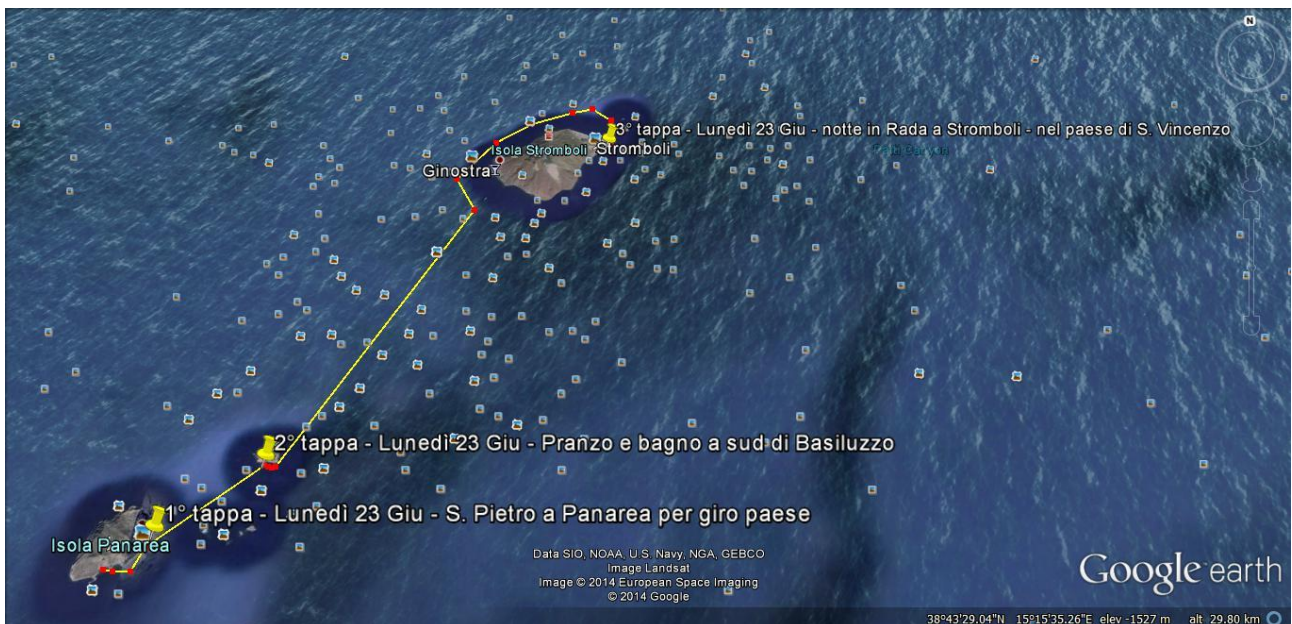 N
3° tappa - Lunedì 23 Giu - notte in Rada a Stromboli - nel paese di S. Vincenzo
Isola Stromboli
Stromboli
Ginostra
2° tappa - Lunedì 23 Giu - Pranzo e bagno a sud di Basiluzzo
1° tappa - Lunedì 23 Giu - S. Pietro a Panarea per giro paese
Isola Panarea
Data SIO, NOAA, U.S. Navy, NGA, GEBCO
Image Landsat
Image © 2014 European Space Imaging
© 2014 Google
Google earth
38°43'29.04"N 15°15'35.26"E elev -1527 m alt 29.80 km